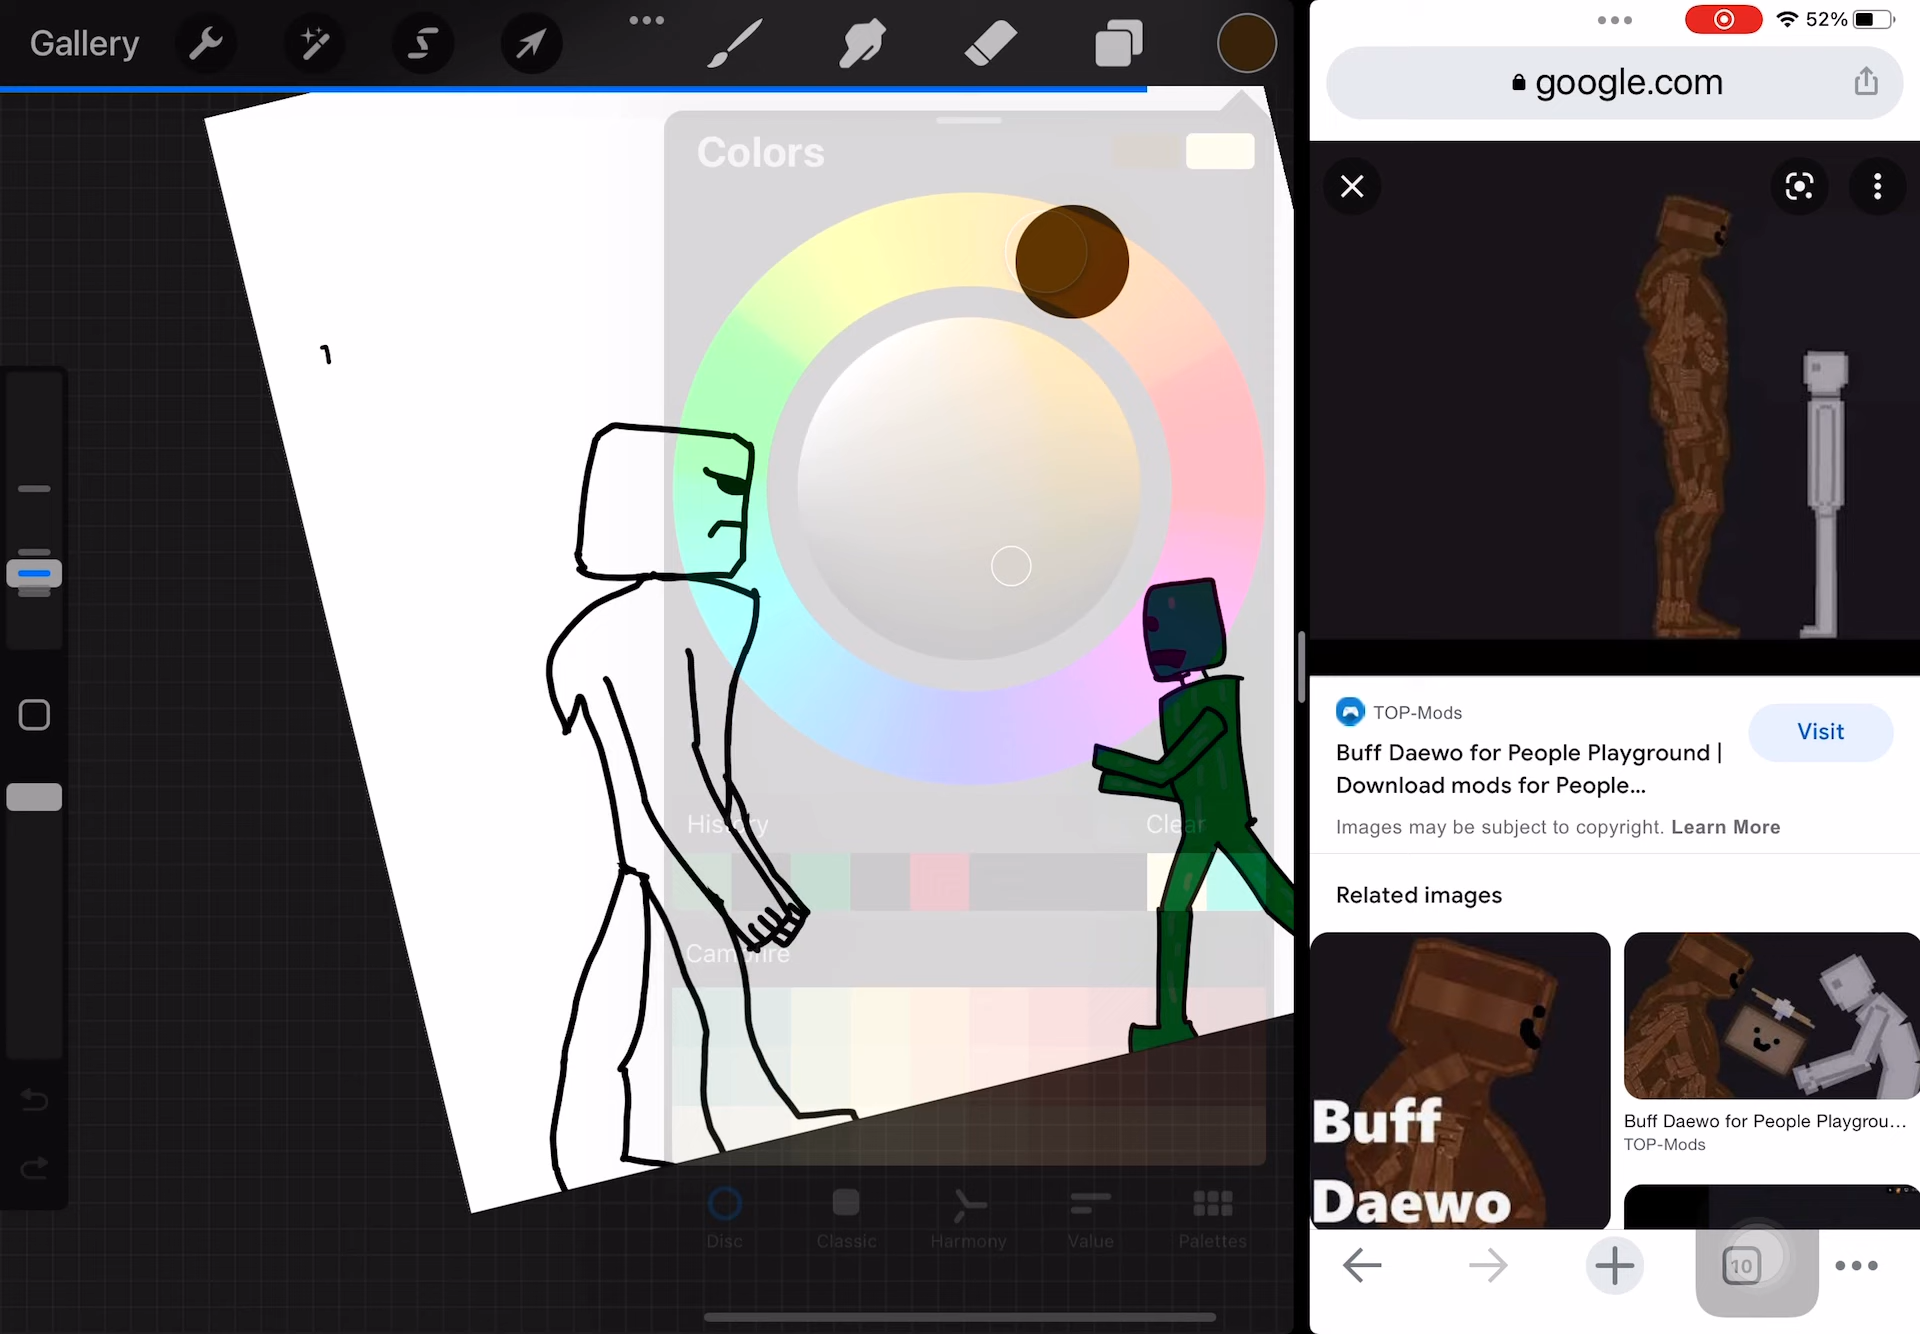 Gallery
Colors
History
Clear
Campfire
Disc
Classic
Harmony
Value
Palettes
52%
google.com
TOP-Mods
Buff Daewo for People Playground |
Download mods for People...
Visit
Images may be subject to copyright. Learn More
Related images
Buff
Daewo
Buff Daewo for People Playgrou...
TOP-Mods
10